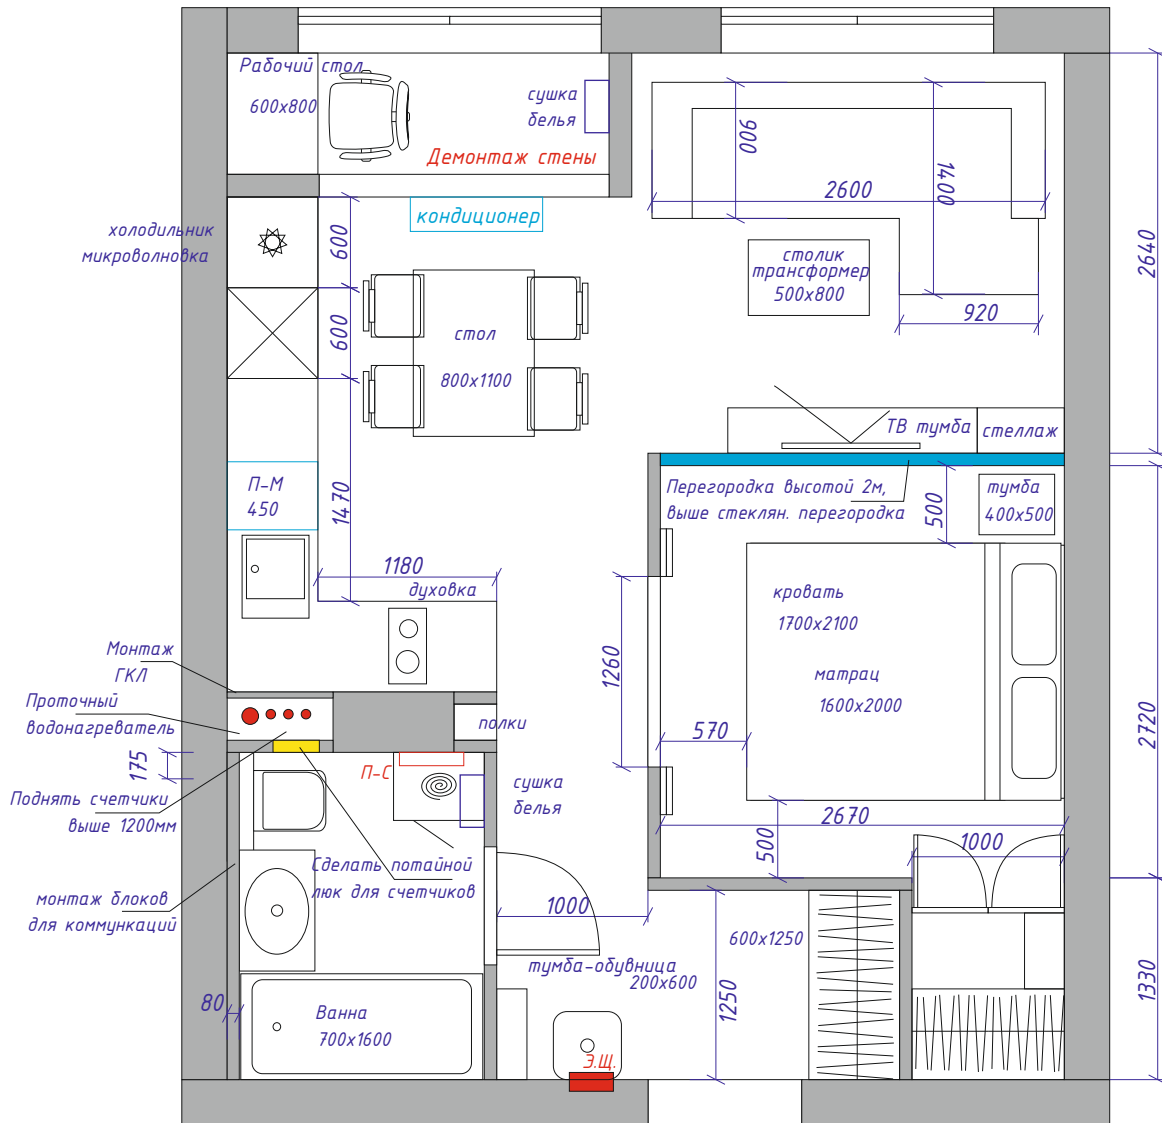 Рабочий стол
600x800
сушка
белья
Демонтаж стены
кондиционер
холодильник
микроволновка
600
600
1470
стол
800x1100
900
1400
2600
столик
трансформер
500x800
920
2640
ТВ тумба
стеллаж
Перегородка высотой 2м,
выше стеклян. перегородка
500
тумба
400x500
П-М
450
1180
духовка
кровать
1700x2100
матрац
1600x2000
1260
570
2720
Монтаж
ГКЛ
Проточный
водонагреватель
полки
175
П-С
сушка
белья
Поднять счетчики
выше 1200мм
2670
500
1000
Сделать потайной
люк для счетчиков
монтаж блоков
для коммункаций
1000
600x1250
тумба-обувница
200x600
1250
1330
80
Ванна
700x1600
Э.Щ.